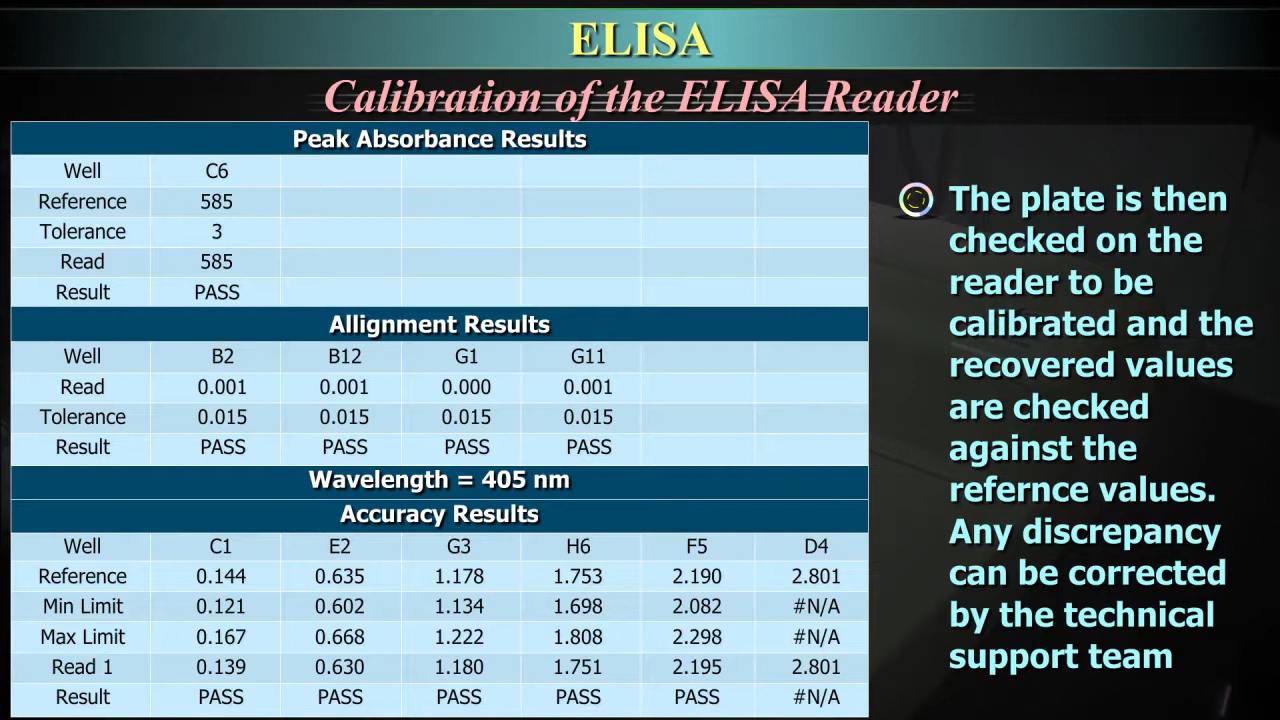 ELISA
Calibration of the ELISA Reader
Peak Absorbance Results
Well C6
Reference 585
Tolerance 3
Read 585
Result PASS
Allignment Results
Well B2 B12 G1 G11
Read 0.001 0.001 0.000 0.001
Tolerance 0.015 0.015 0.015 0.015
Result PASS PASS PASS PASS
Wavelength = 405 nm
Accuracy Results
Well C1 E2 G3 H6 F5 D4
Reference 0.144 0.635 1.178 1.753 2.190 2.801
Min Limit 0.121 0.602 1.134 1.698 2.082 #N/A
Max Limit 0.167 0.668 1.222 1.808 2.298 #N/A
Read 1 0.139 0.630 1.180 1.751 2.195 2.801
Result PASS PASS PASS PASS PASS #N/A
The plate is then
checked on the
reader to be
calibrated and the
recovered values
are checked
against the
refernce values.
Any discrepancy
can be corrected
by the technical
support team